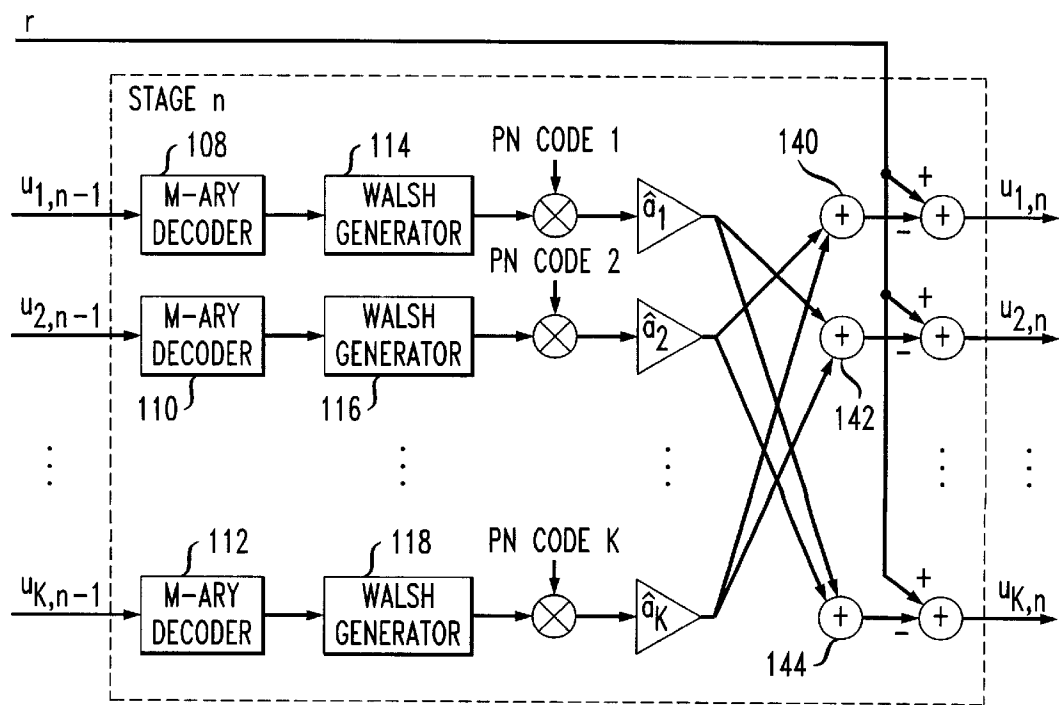 r
STAGE n
108
114
PN CODE 1
140
u1,n-1
M-ARY DECODER
WALSH GENERATOR
â1
+
+
-
+
u1,n
PN CODE 2
u2,n-1
M-ARY DECODER
WALSH GENERATOR
â2
+
+
-
+
u2,n
110
116
142
112
118
PN CODE K
uK,n-1
M-ARY DECODER
WALSH GENERATOR
âK
+
+
-
+
uK,n
144